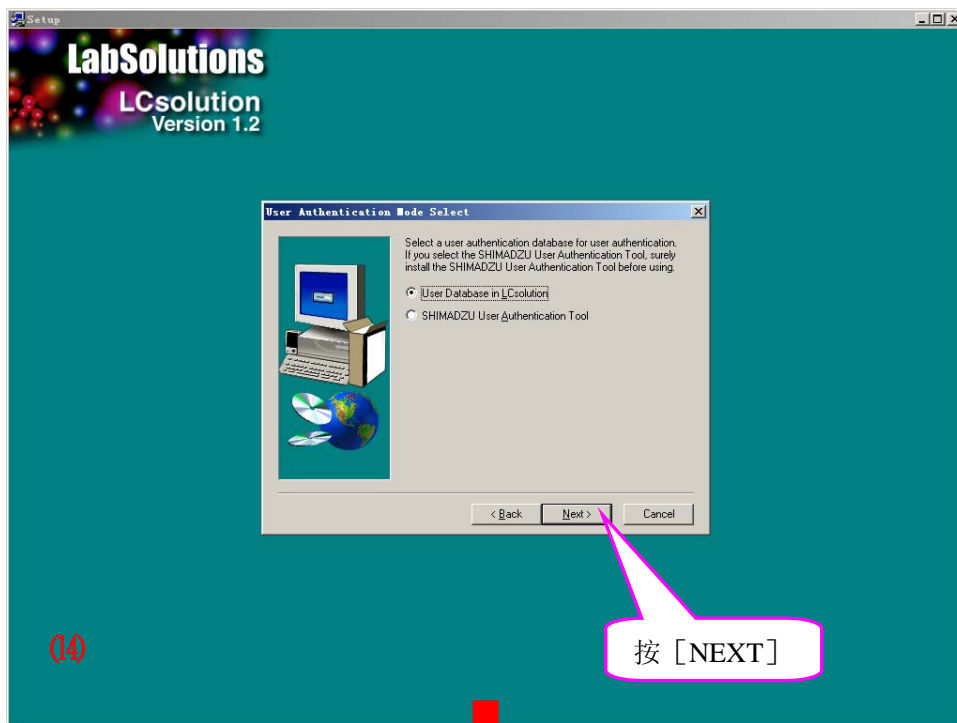 Setup
LabSolutions
LCsolution
Version 1.2
User Authentication Mode Select
Select a user authentication database for user authentication.
If you select the SHIMADZU User Authentication Tool, surely
install the SHIMADZU User Authentication Tool before using.
User Database in LCsolution
SHIMADZU User Authentication Tool
< Back Next > Cancel
按［NEXT］
⒁